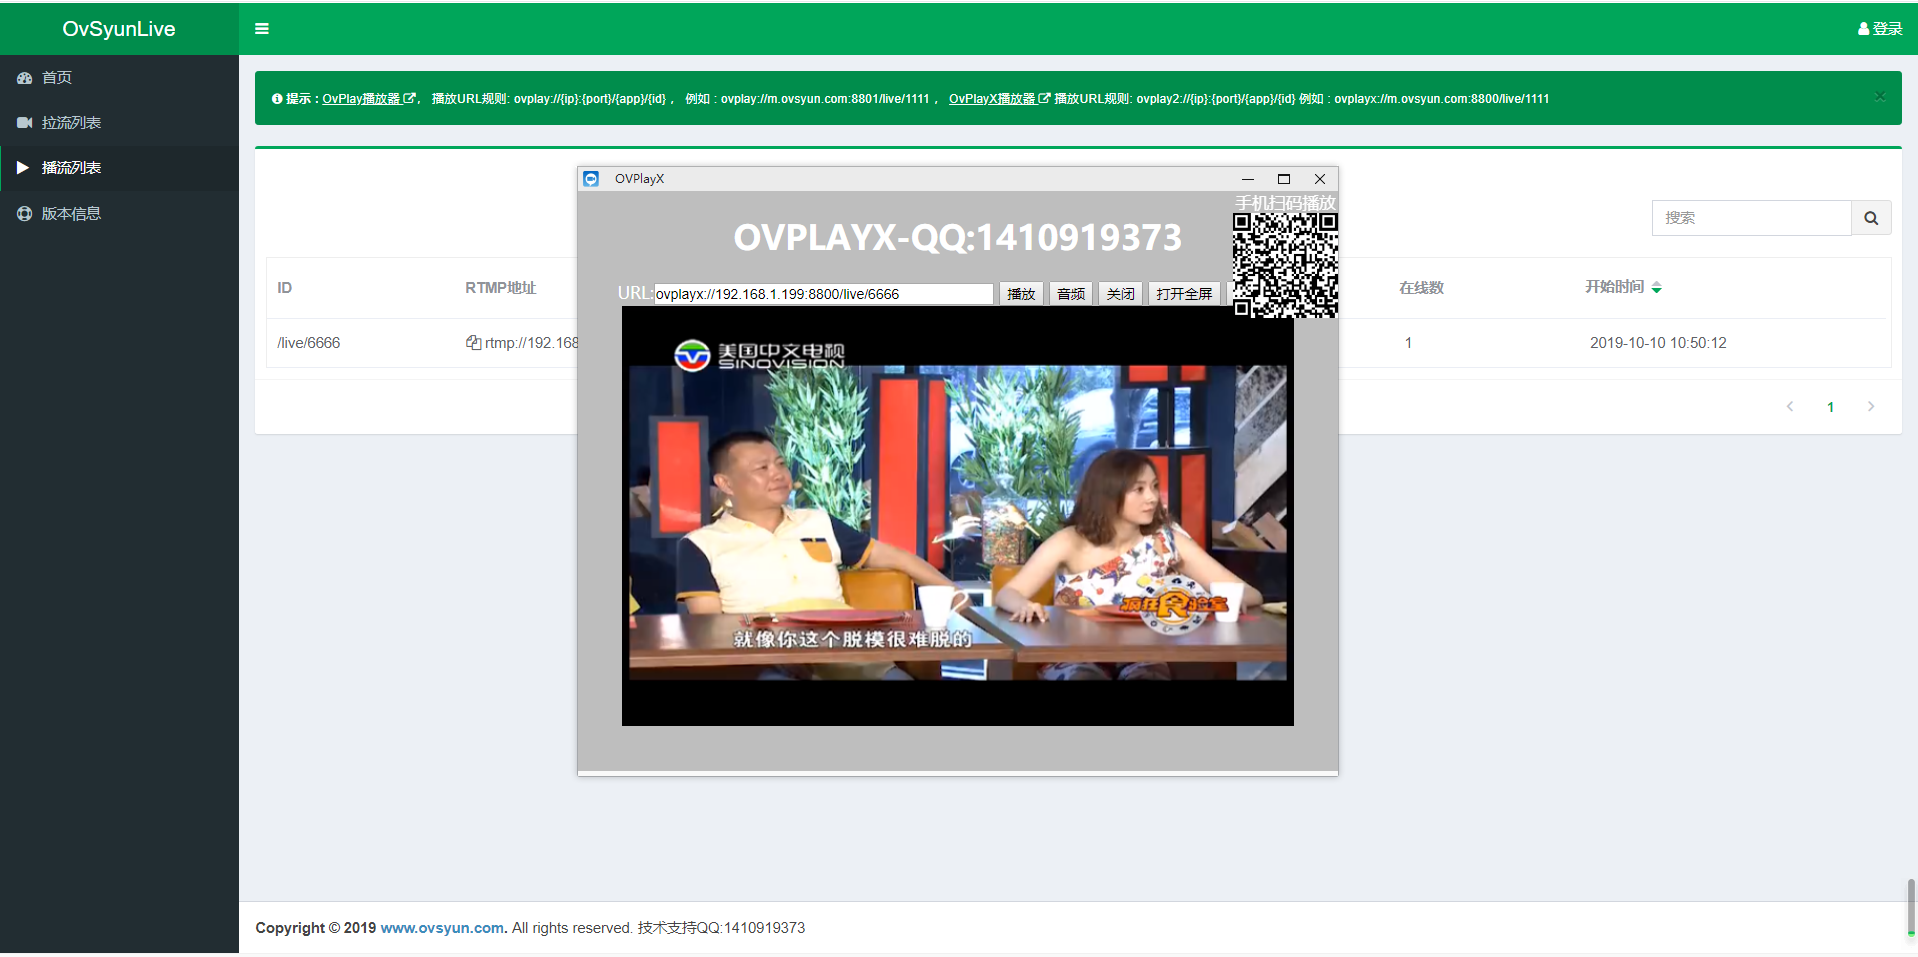 OvSyunLive
登录
首页
拉流列表
播流列表
版本信息
提示 : OvPlay播放器 , 播放URL规则: ovplay://{ip}:{port}/{app}/{id} , 例如 : ovplay://m.ovsyun.com:8801/live/1111 , OvPlayX播放器 播放URL规则: ovplay2://{ip}:{port}/{app}/{id} 例如 : ovplayx://m.ovsyun.com:8800/live/1111
×
OVPlayX
手机扫码播放
OVPLAYX-QQ:1410919373
URL: ovplayx://192.168.1.199:8800/live/6666 播放 音频 关闭 打开全屏
美国中文电视
SINOVISION
疯狂食验室
就像你这个脱模很难脱的
搜索
ID RTMP地址 在线数 开始时间
/live/6666 rtmp://192.168 1 2019-10-10 10:50:12
1
Copyright © 2019 www.ovsyun.com. All rights reserved. 技术支持QQ:1410919373